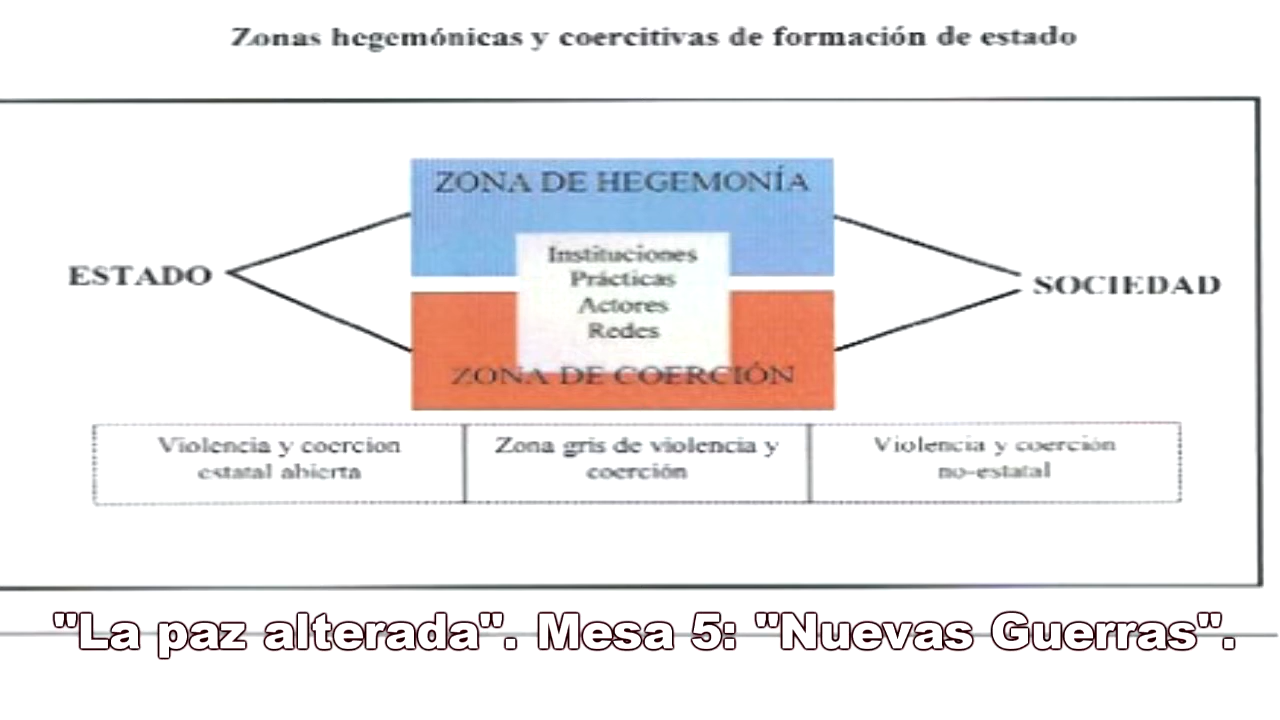 Zonas hegemónicas y coercitivas de formación de estado
ZONA DE HEGEMONÍA
Instituciones
Prácticas
Actores
Redes
ESTADO
SOCIEDAD
ZONA DE COERCIÓN
Violencia y coercion
estatal abierta
Zona gris de violencia y
coerción
Violencia y coerción
no-estatal
"La paz alterada". Mesa 5: "Nuevas Guerras".